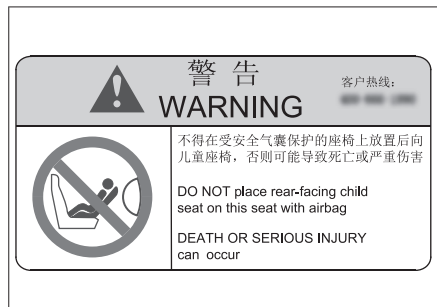 警告
客户热线：
WARNING
不得在受安全气囊保护的座椅上放置后向
儿童座椅，否则可能导致死亡或严重伤害
DO NOT place rear-facing child
seat on this seat with airbag
DEATH OR SERIOUS INJURY
can occur